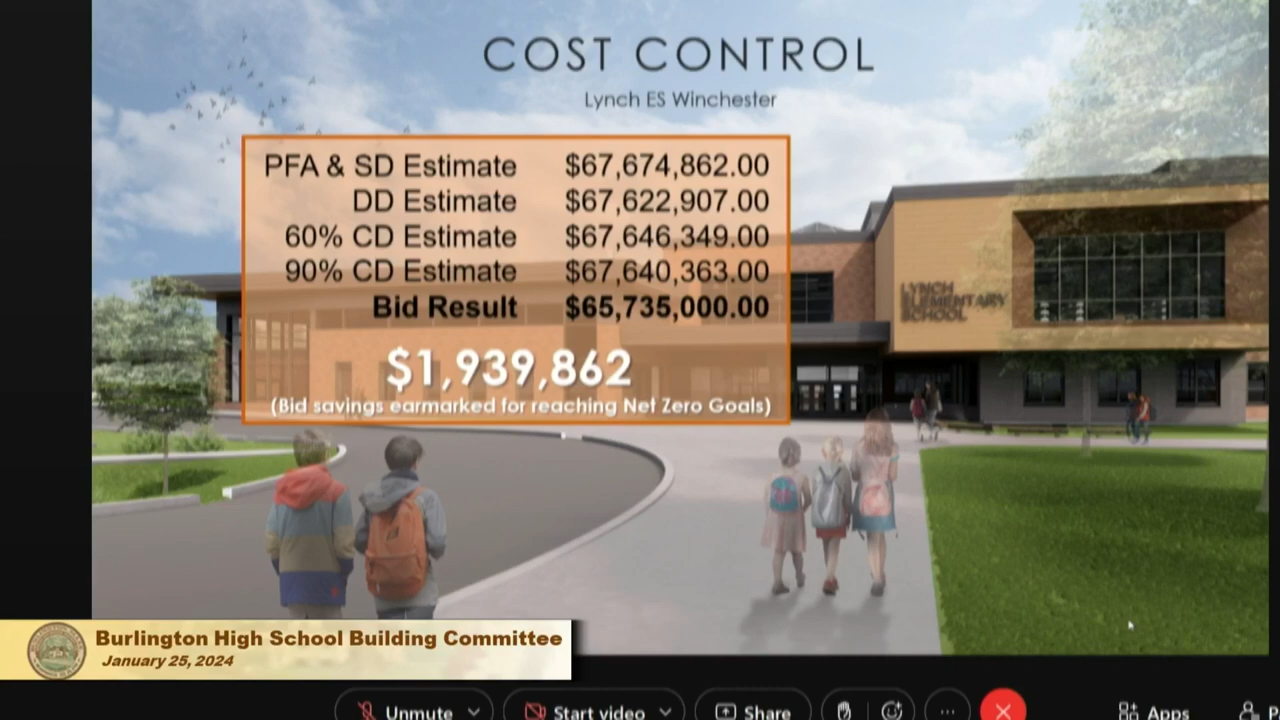 COST CONTROL
Lynch ES Winchester
PFA & SD Estimate $67,674,862.00
DD Estimate $67,622,907.00
60% CD Estimate $67,646,349.00
90% CD Estimate $67,640,363.00
Bid Result $65,735,000.00
$1,939,862
(Bid savings earmarked for reaching Net Zero Goals)
LYNCH
ELEMENTARY
SCHOOL
Burlington High School Building Committee
January 25, 2024
Unmute
Start video
Share
Apps
P